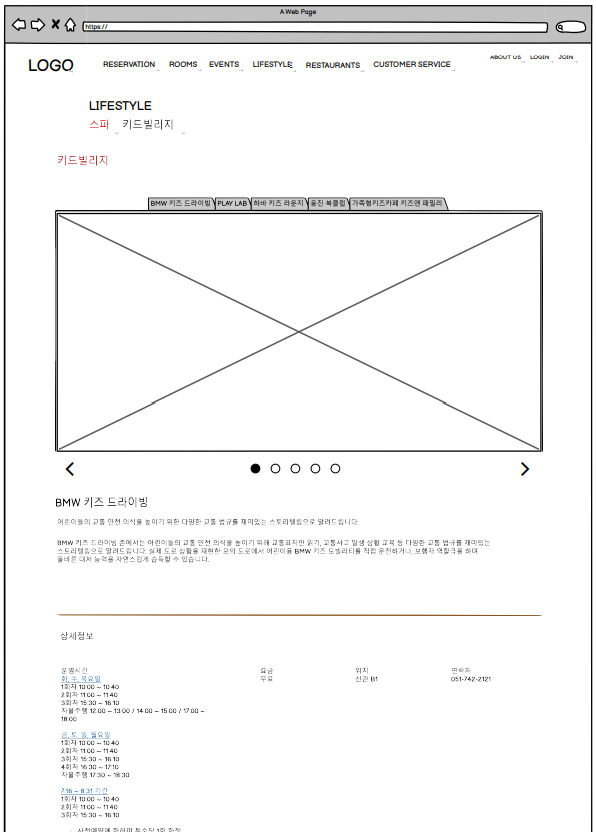 A Web Page
https://
LOGO RESERVATION ROOMS EVENTS LIFESTYLE RESTAURANTS CUSTOMER SERVICE ABOUT US LOGIN JOIN
LIFESTYLE
스파 키드빌리지
키드빌리지
BMW 키즈 드라이빙 PLAY LAB 하바 키즈 라운지 웅진 북클럽 가족형키즈카페 키즈앤 패밀리
BMW 키즈 드라이빙
어린이들의 교통 안전 의식을 높이기 위한 다양한 교통 법규를 재미있는 스토리텔링으로 알려드립니다.
BMW 키즈 드라이빙 존에서는 어린이들의 교통 안전 의식을 높이기 위해 교통표지판 읽기, 교통사고 발생 상황 교육 등 다양한 교통 법규를 재미있는
스토리텔링으로 알려드립니다. 실제 도로 상황을 재현한 모의 도로에서 어린이용 BMW 키즈 모빌리티를 직접 운전하거나, 보행자 역할극을 하며
올바른 대처 능력을 자연스럽게 습득할 수 있습니다.
상세정보
운영시간 요금 위치 연락처
화, 수, 목요일 무료 신관 B1 051-742-2121
1회차 10:00 ~ 10:40
2회차 11:00 ~ 11:40
3회차 15:30 ~ 16:10
자율주행 12:00 ~ 13:00 / 14:00 ~ 15:00 / 17:00 ~
18:00
금, 토, 일, 월요일
1회차 10:00 ~ 10:40
2회차 11:00 ~ 11:40
3회차 15:30 ~ 16:10
4회차 16:30 ~ 17:10
자율주행 17:30 ~ 18:30
7.16 ~ 8.31 기간
1회차 10:00 ~ 10:40
2회차 11:00 ~ 11:40
3회차 15:30 ~ 16:10